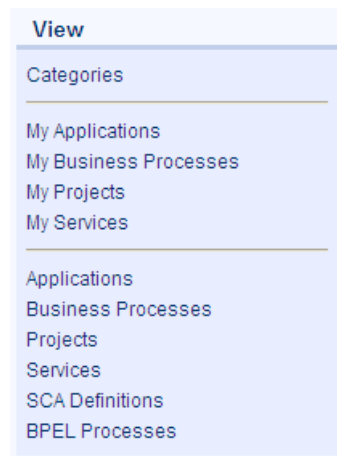 View
Categories
My Applications
My Business Processes
My Projects
My Services
Applications
Business Processes
Projects
Services
SCA Definitions
BPEL Processes